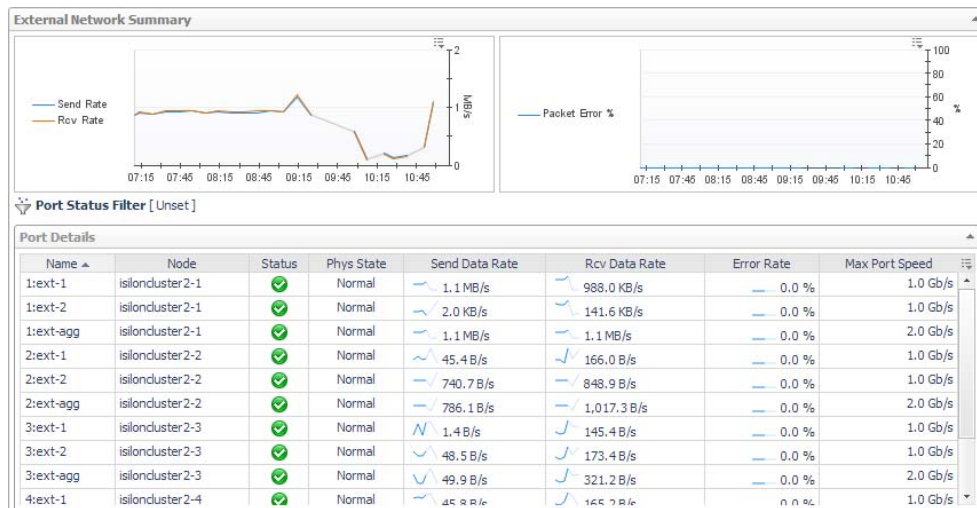 External Network Summary
Send Rate
Rcv Rate
2
1
0
MB/s
07:15 07:45 08:15 08:45 09:15 09:45 10:15 10:45
Packet Error %
100
80
60
40
20
0
%
07:15 07:45 08:15 08:45 09:15 09:45 10:15 10:45
Port Status Filter [ Unset ]
Port Details
Name Node Status Phys State Send Data Rate Rcv Data Rate Error Rate Max Port Speed
1:ext-1 isiloncluster2-1 Normal 1.1 MB/s 988.0 KB/s 0.0 % 1.0 Gb/s
1:ext-2 isiloncluster2-1 Normal 2.0 KB/s 141.6 KB/s 0.0 % 1.0 Gb/s
1:ext-agg isiloncluster2-1 Normal 1.1 MB/s 1.1 MB/s 0.0 % 2.0 Gb/s
2:ext-1 isiloncluster2-2 Normal 45.4 B/s 166.0 B/s 0.0 % 1.0 Gb/s
2:ext-2 isiloncluster2-2 Normal 740.7 B/s 848.9 B/s 0.0 % 1.0 Gb/s
2:ext-agg isiloncluster2-2 Normal 786.1 B/s 1,017.3 B/s 0.0 % 2.0 Gb/s
3:ext-1 isiloncluster2-3 Normal 1.4 B/s 145.4 B/s 0.0 % 1.0 Gb/s
3:ext-2 isiloncluster2-3 Normal 48.5 B/s 173.4 B/s 0.0 % 1.0 Gb/s
3:ext-agg isiloncluster2-3 Normal 49.9 B/s 321.2 B/s 0.0 % 2.0 Gb/s
4:ext-1 isiloncluster2-4 Normal 45.8 B/s 165.2 B/s 0.0 % 1.0 Gb/s